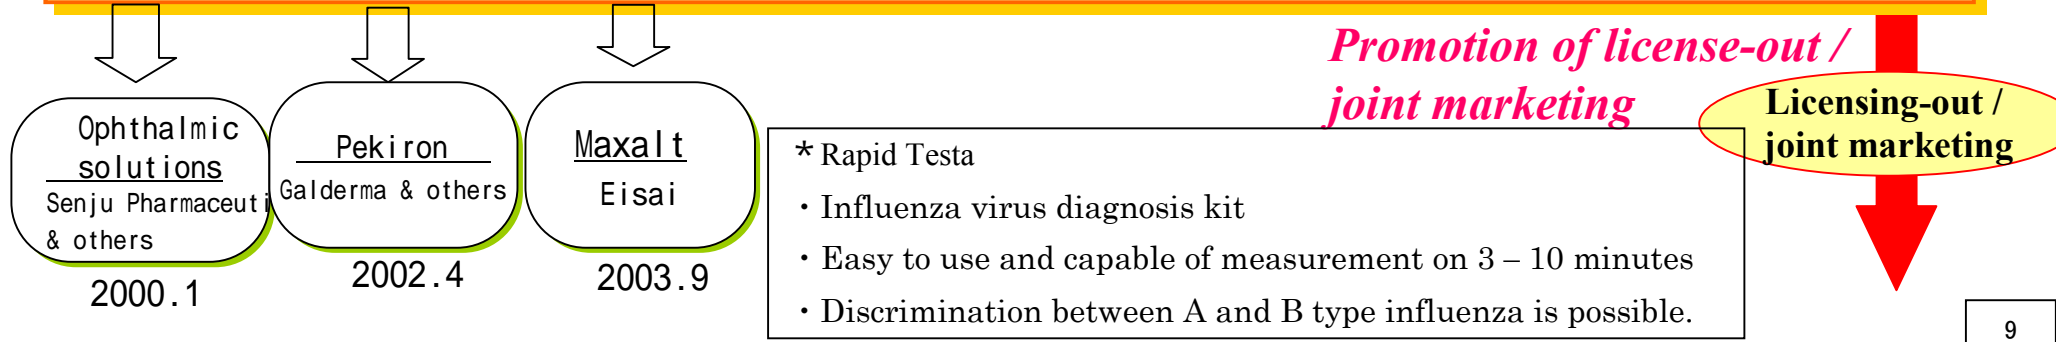 Promotion of license-out /
joint marketing
Licensing-out /
joint marketing
Ophthalmic
solutions
Senju Pharmaceuti
& others
2000.1
Pekiron
Galderma & others
2002.4
Maxalt
Eisai
2003.9
*Rapid Testa
・Influenza virus diagnosis kit
・Easy to use and capable of measurement on 3 – 10 minutes
・Discrimination between A and B type influenza is possible.
9